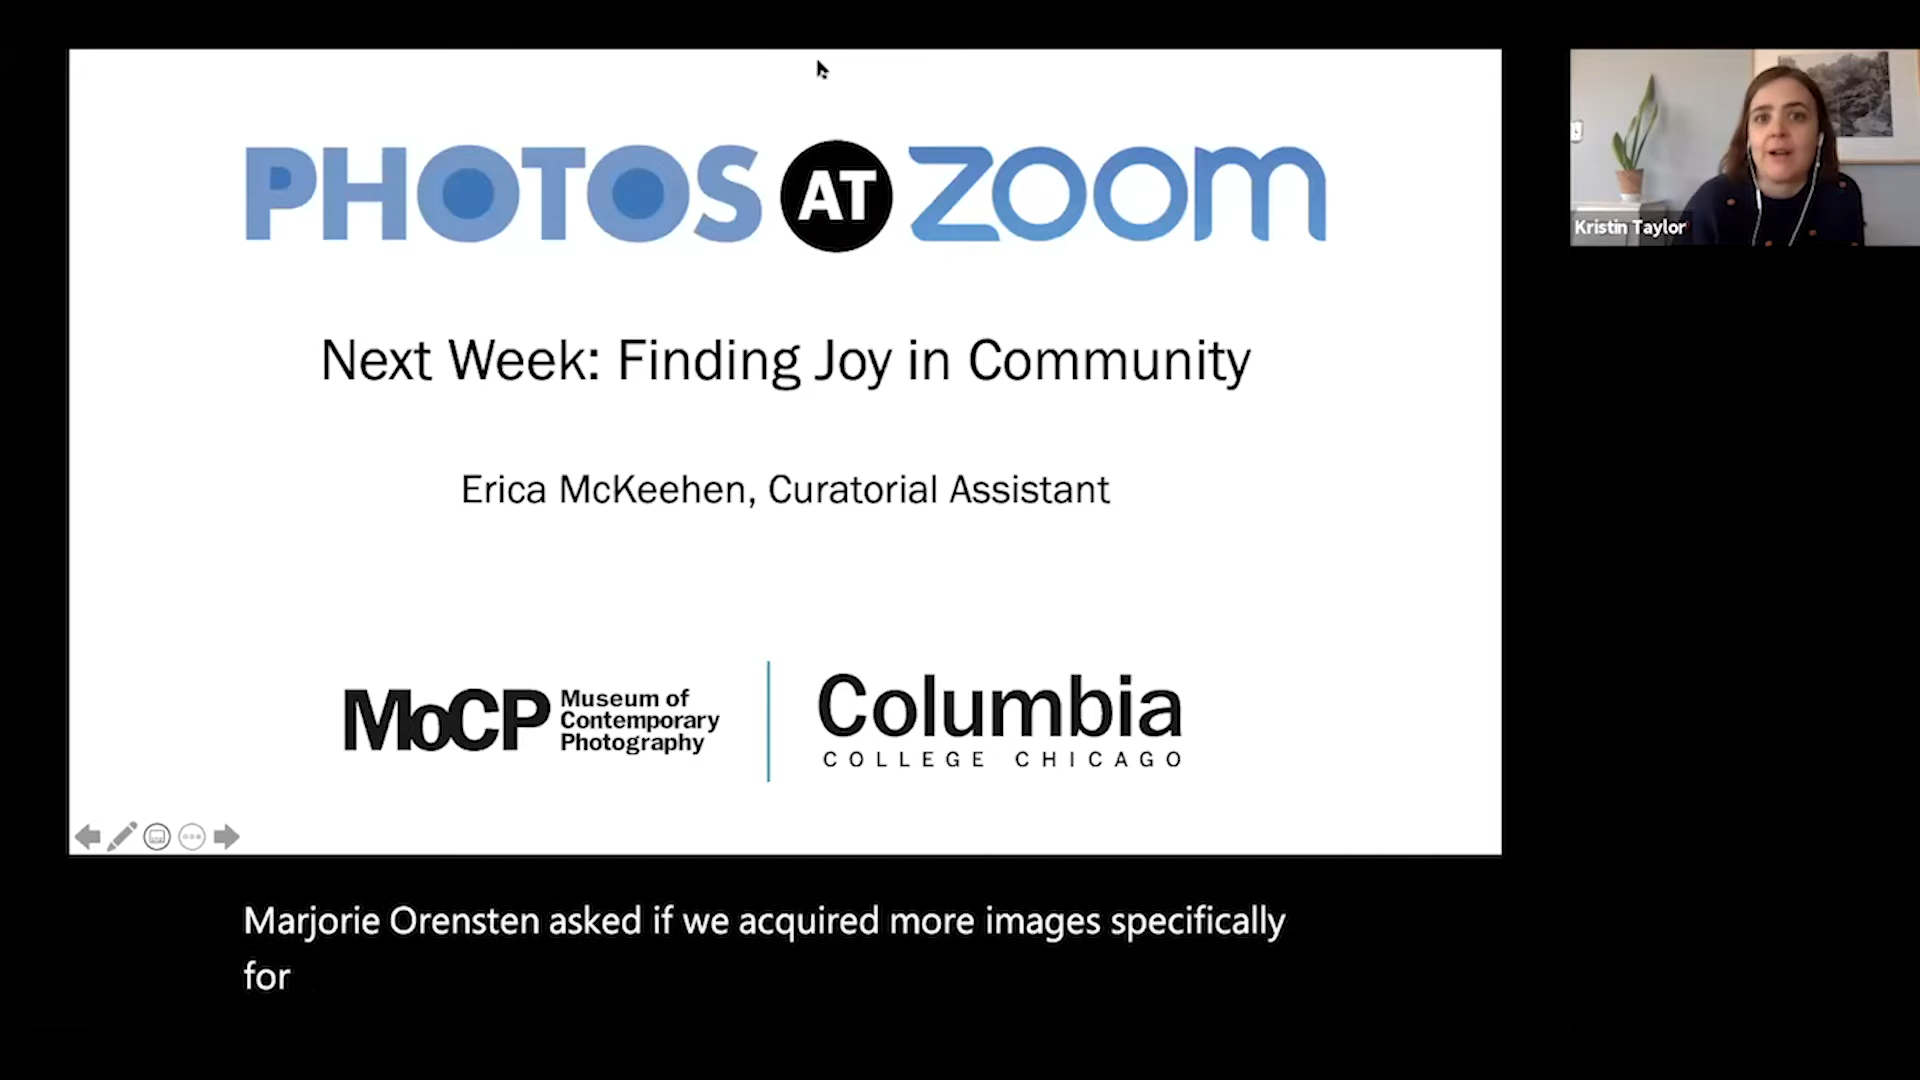 PHOTOS AT zoom
Kristin Taylor
Next Week: Finding Joy in Community
Erica McKeehen, Curatorial Assistant
MoCP
Museum of
Contemporary
Photography
Columbia
COLLEGE CHICAGO
Marjorie Orensten asked if we acquired more images specifically
for